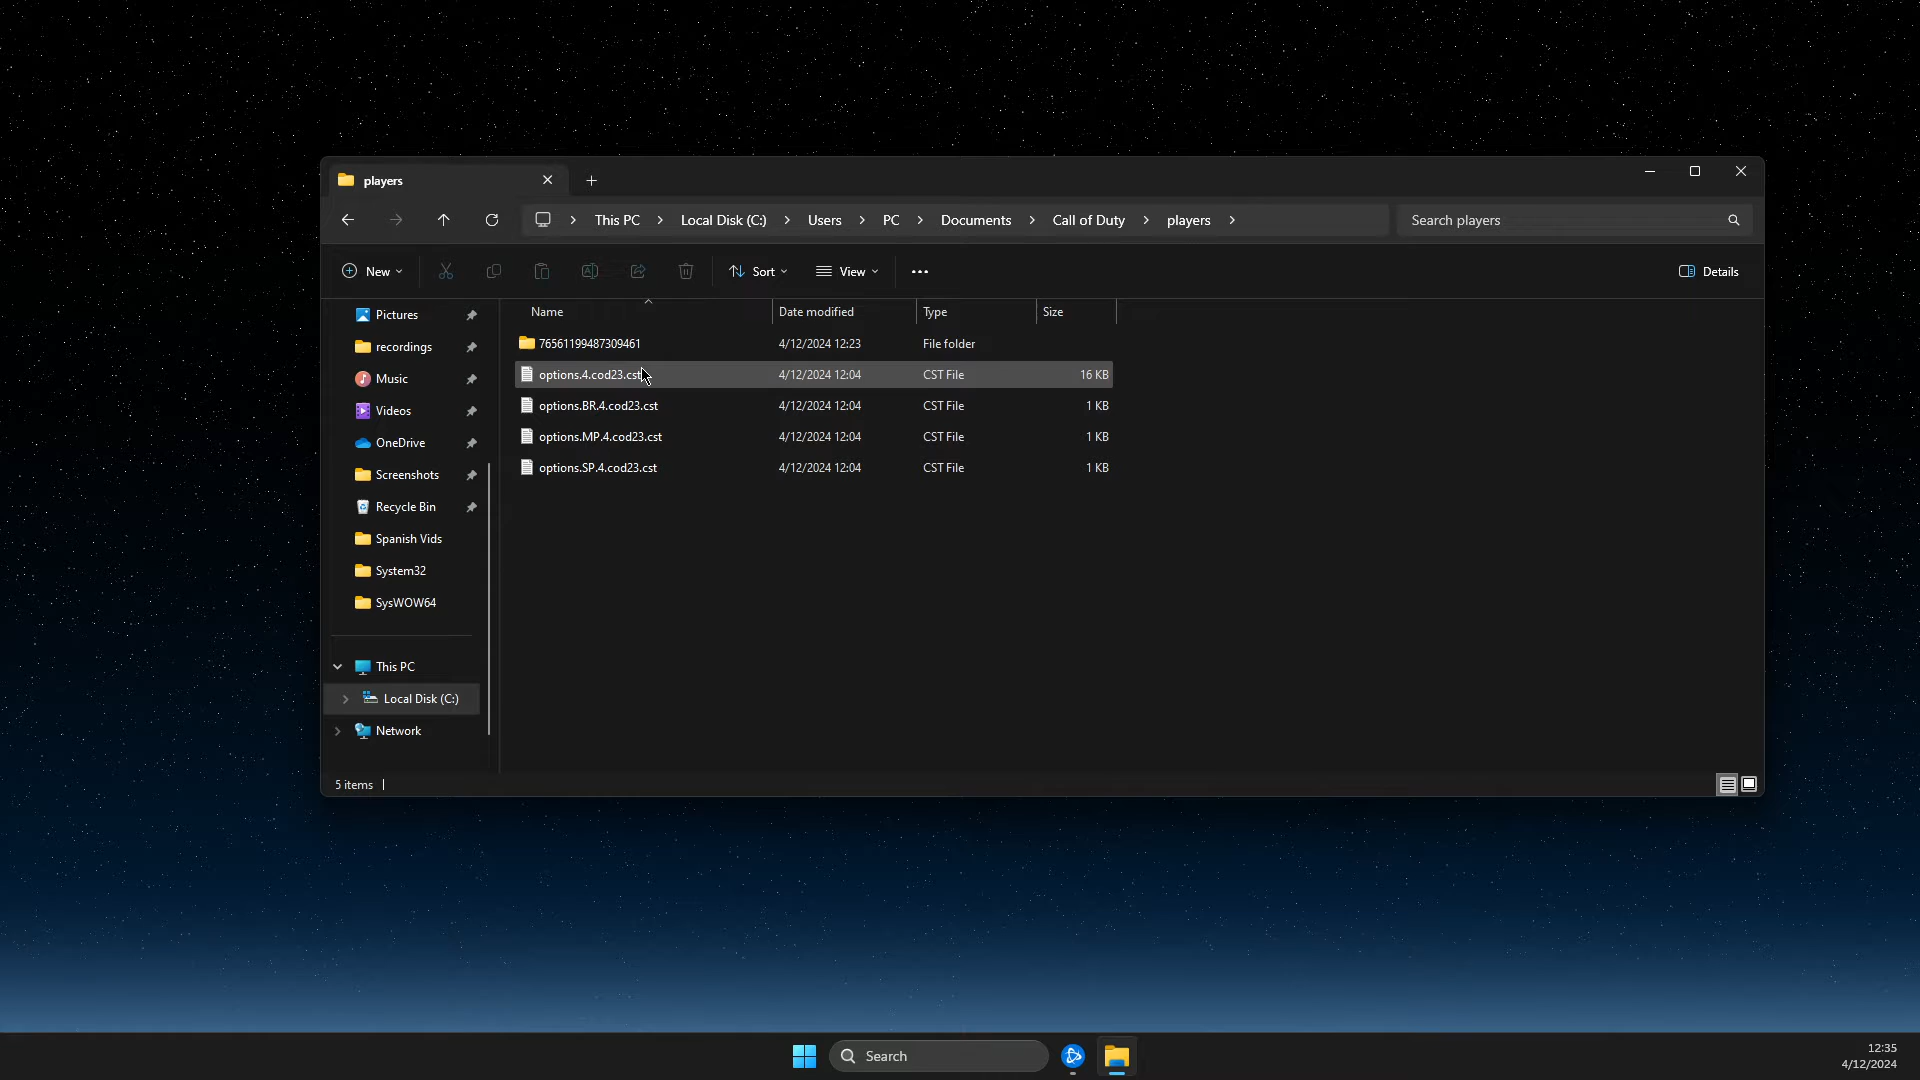 players
This PC
Local Disk (C:)
Users
PC
Documents
Call of Duty
players
Search players
New
Sort
View
Details
Pictures
recordings
Music
Videos
OneDrive
Screenshots
Recycle Bin
Spanish Vids
System32
SysWOW64
This PC
Local Disk (C:)
Network
Name Date modified Type Size
76561199487309461 4/12/2024 12:23 File folder
options.4.cod23.cst 4/12/2024 12:04 CST File 16 KB
options.BR.4.cod23.cst 4/12/2024 12:04 CST File 1 KB
options.MP.4.cod23.cst 4/12/2024 12:04 CST File 1 KB
options.SP.4.cod23.cst 4/12/2024 12:04 CST File 1 KB
5 items
Search
12:35
4/12/2024